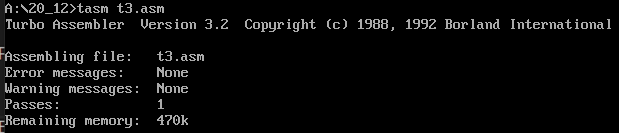 A:\20_12>tasm t3.asm
Turbo Assembler  Version 3.2  Copyright (c) 1988, 1992 Borland International
Assembling file:   t3.asm
Error messages:    None
Warning messages:  None
Passes:            1
Remaining memory:  470k